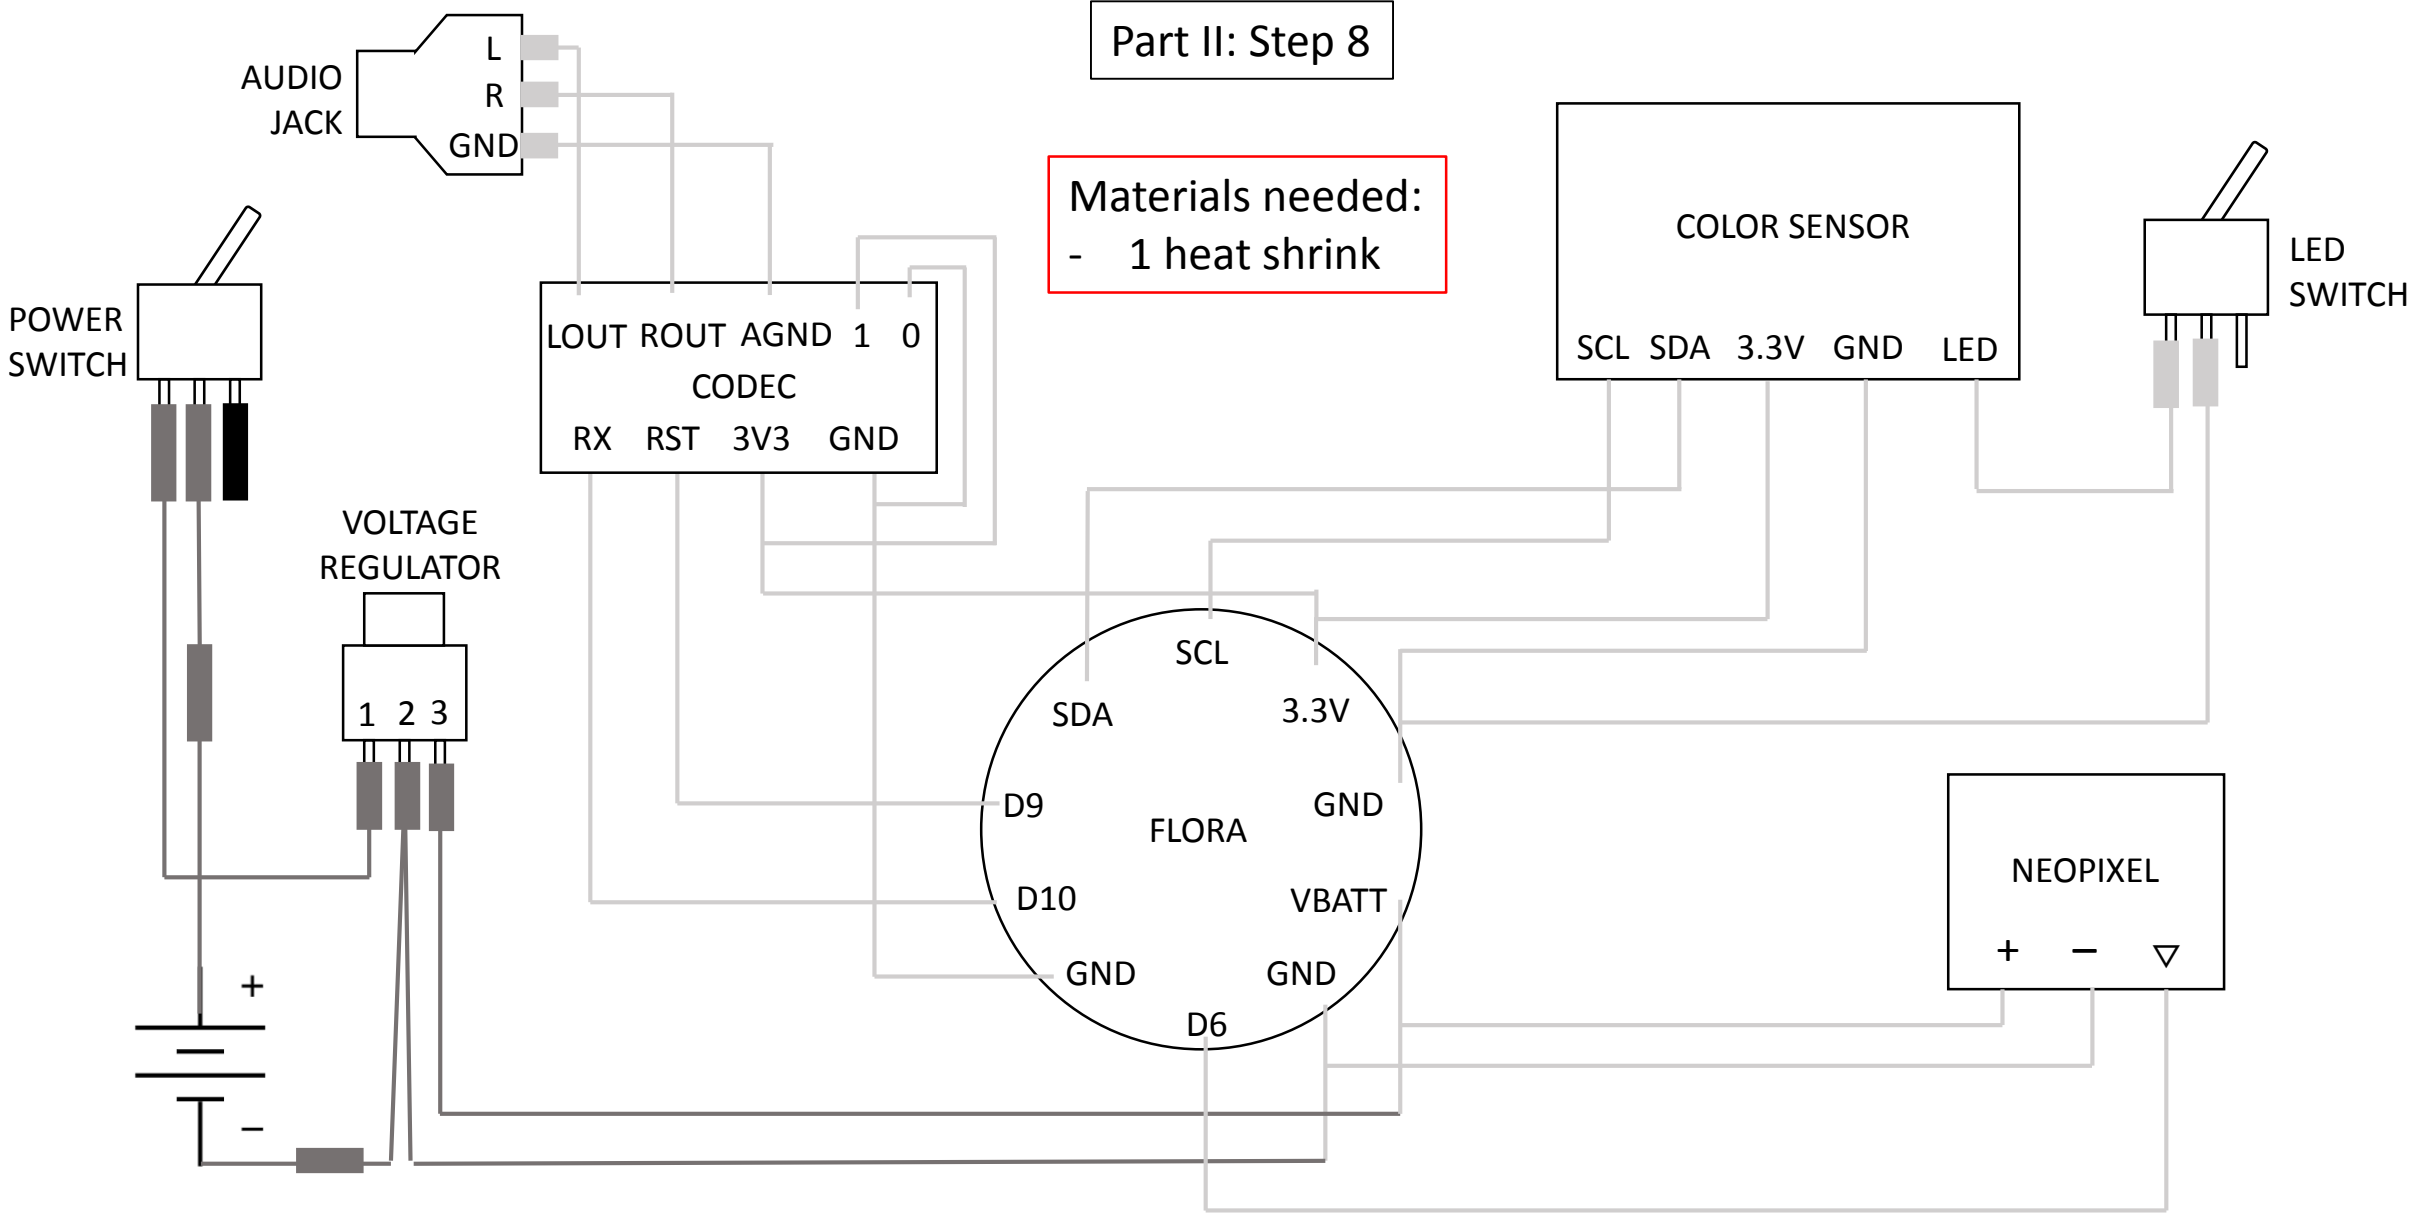 Part II: Step 8
AUDIO
JACK
L
R
GND
Materials needed:
- 1 heat shrink
COLOR SENSOR
SCL SDA 3.3V GND LED
LED
SWITCH
POWER
SWITCH
LOUT ROUT AGND 1 0
CODEC
RX RST 3V3 GND
VOLTAGE
REGULATOR
1 2 3
SCL
SDA
3.3V
D9
GND
FLORA
D10
VBATT
GND
GND
D6
NEOPIXEL
+ −
+
−